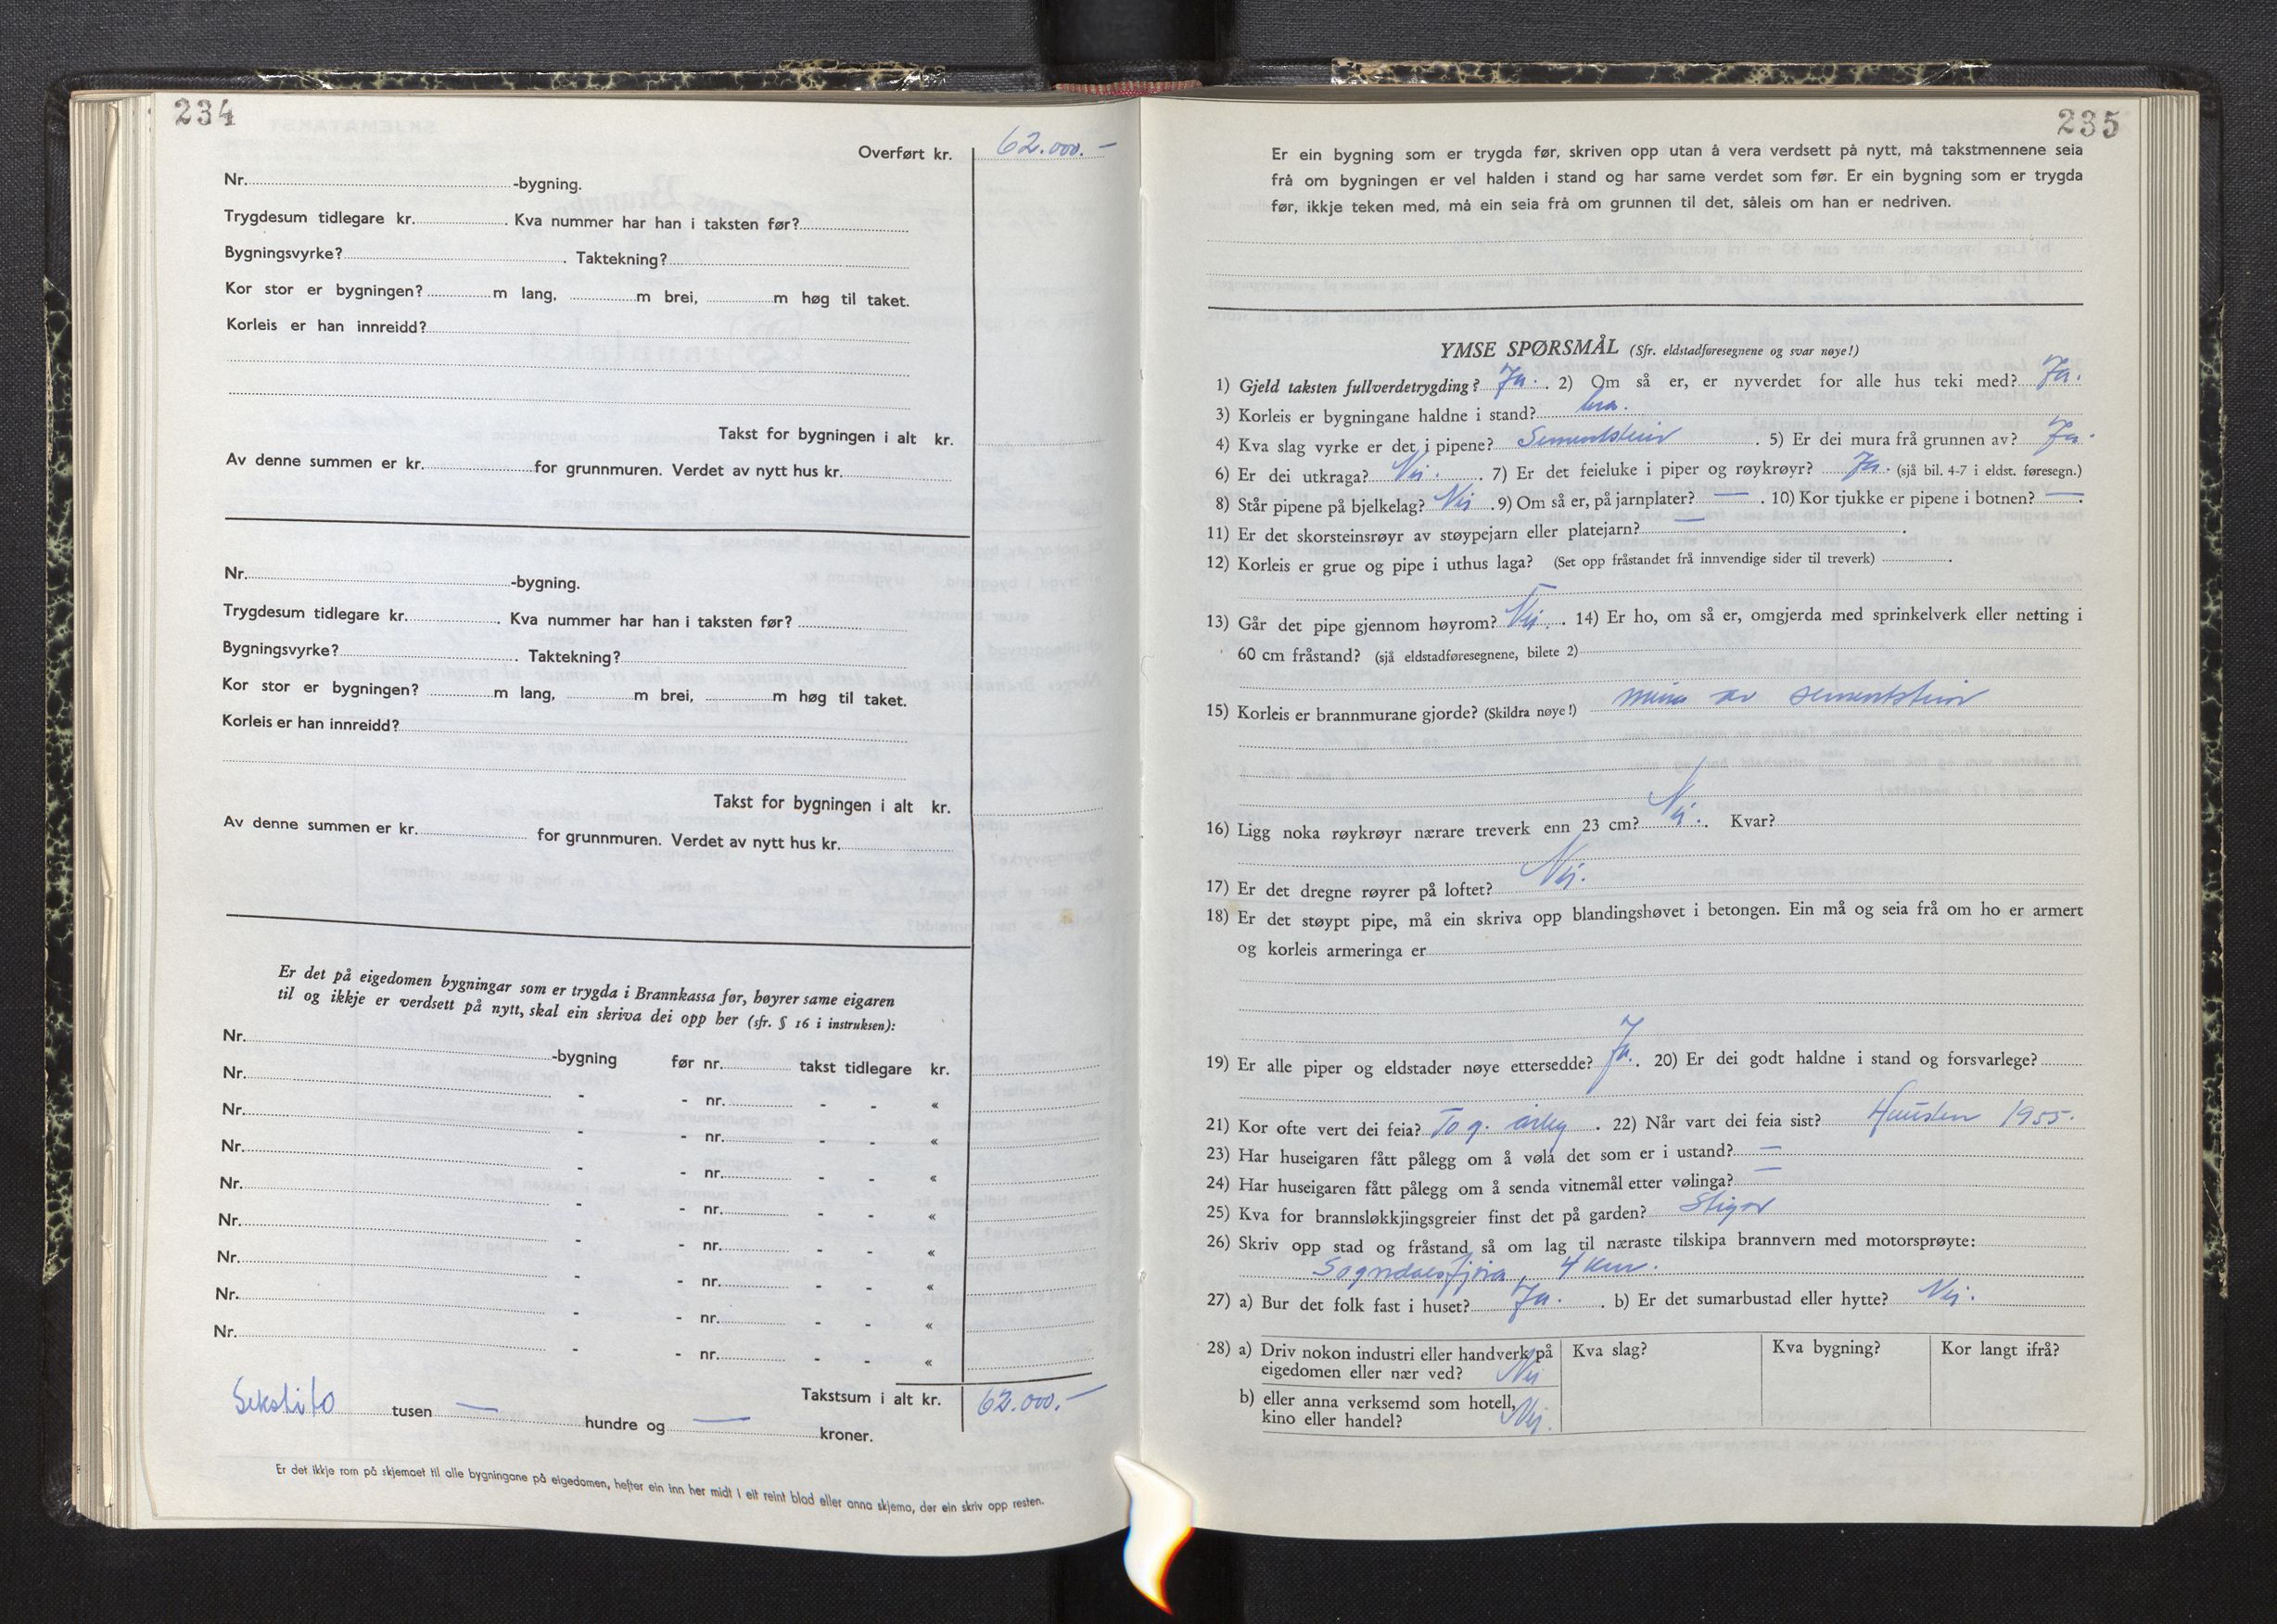 234
Overført kr. 62.000.-
Nr. -bygning.
Trygdesum tidlegare kr. Kva nummer har han i taksten før?
Bygningsvyrke? . Taktekning?
Kor stor er bygningen? m lang, m brei, m høg til taket.
Korleis er han innreidd?
Takst for bygningen i alt kr.
Av denne summen er kr. for grunnmuren. Verdet av nytt hus kr.
Nr. -bygning.
Trygdesum tidlegare kr. Kva nummer har han i taksten før?
Bygningsvyrke? . Taktekning?
Kor stor er bygningen? m lang, m brei, m høg til taket.
Korleis er han innreidd?
Takst for bygningen i alt kr.
Av denne summen er kr. for grunnmuren. Verdet av nytt hus kr.
Er det på eigedomen bygningar som er trygda i Brannkassa før, høyrer same eigaren
til og ikkje er verdsett på nytt, skal ein skriva dei opp her (sfr. § 16 i instruksen):
Nr. -bygning før nr. takst tidlegare kr.
Nr. - - nr. - - «
Nr. - - nr. - - «
Nr. - - nr. - - «
Nr. - - nr. - - «
Nr. - - nr. - - «
Nr. - - nr. - - «
Nr. - - nr. - - «
Nr. - - nr. - - «
Takstsum i alt kr. 62.000.-
Sekstito tusen — hundre og — kroner.
Er det ikkje rom på skjemaet til alle bygningane på eigedomen, hefter ein inn her midt i eit reint blad eller anna skjema, der ein skriv opp resten.
235
Er ein bygning som er trygda før, skriven opp utan å vera verdsett på nytt, må takstmennene seia
frå om bygningen er vel halden i stand og har same verdet som før. Er ein bygning som er trygda
før, ikkje teken med, må ein seia frå om grunnen til det, såleis om han er nedriven.
YMSE SPØRSMÅL (Sfr. eldstadføresegnene og svar nøye!)
1) Gjeld taksten fullverdetrygding? Ja. . 2) Om så er, er nyverdet for alle hus teki med? Ja.
3) Korleis er bygningane haldne i stand? bra.
4) Kva slag vyrke er det i pipene? Sementstein . 5) Er dei mura frå grunnen av? Ja.
6) Er dei utkraga? Nei. . 7) Er det feieluke i piper og røykrøyr? Ja. (sjå bil. 4-7 i eldst. føresegn.)
8) Står pipene på bjelkelag? Nei . 9) Om så er, på jarnplater? — . 10) Kor tjukke er pipene i botnen? — .
11) Er det skorsteinsrøyr av støypejarn eller platejarn? — .
12) Korleis er grue og pipe i uthus laga? (Set opp fråstandet frå innvendige sider til treverk) .
—
13) Går det pipe gjennom høyrom? Nei. . 14) Er ho, om så er, omgjerda med sprinkelverk eller netting i
60 cm fråstand? (sjå eldstadføresegnene, bilete 2)
15) Korleis er brannmurane gjorde? (Skildra nøye!) mura av sementstein
16) Ligg noka røykrøyr nærare treverk enn 23 cm? Nei. . Kvar?
17) Er det dregne røyrer på loftet? Nei.
18) Er det støypt pipe, må ein skriva opp blandingshøvet i betongen. Ein må og seia frå om ho er armert
og korleis armeringa er
19) Er alle piper og eldstader nøye ettersedde? Ja. . 20) Er dei godt haldne i stand og forsvarlege?
21) Kor ofte vert dei feia? To g. årleg . 22) Når vart dei feia sist? Hausten 1955.
23) Har huseigaren fått pålegg om å vøla det som er i ustand? —
24) Har huseigaren fått pålegg om å senda vitnemål etter vølinga? —
25) Kva for brannsløkkjingsgreier finst det på garden? Stigar
26) Skriv opp stad og fråstand så om lag til næraste tilskipa brannvern med motorsprøyte:
Sogndalsfjøra, 4 km.
27) a) Bur det folk fast i huset? Ja. . b) Er det sumarbustad eller hytte? Nei.
28) a) Driv nokon industri eller handverk på Kva slag? Kva bygning? Kor langt ifrå?
eigedomen eller nær ved? Nei
b) eller anna verksemd som hotell,
kino eller handel? Nei.